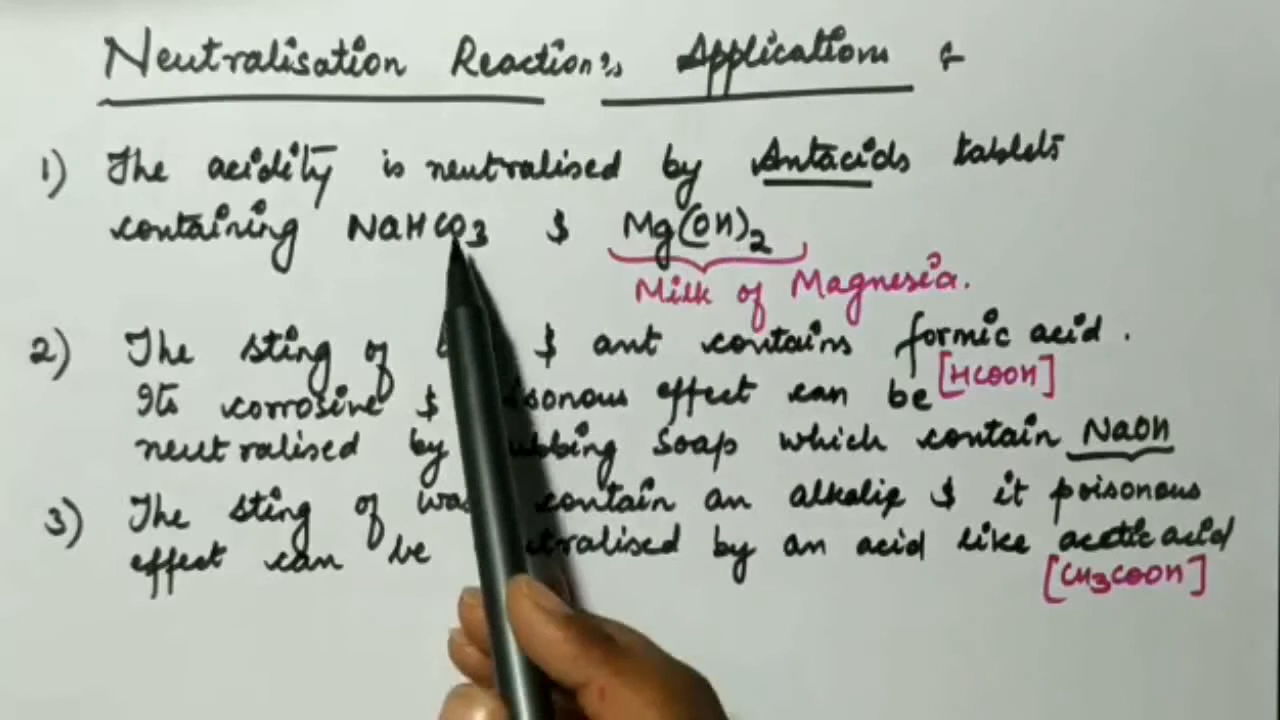 Neutralisation Reactions Applications :-
1) The acidity is neutralised by Antacids tablets
containing NaHCO3 & Mg(OH)2
Milk of Magnesia.
2) The sting of & ant contains formic acid.
[HCOOH]
Its corrosive & effect can be
neutralised by soap which contain NaOH
3) The sting of contain an alkalie & it poisonous
effect can be by an acid like acetic acid
[CH3COOH]